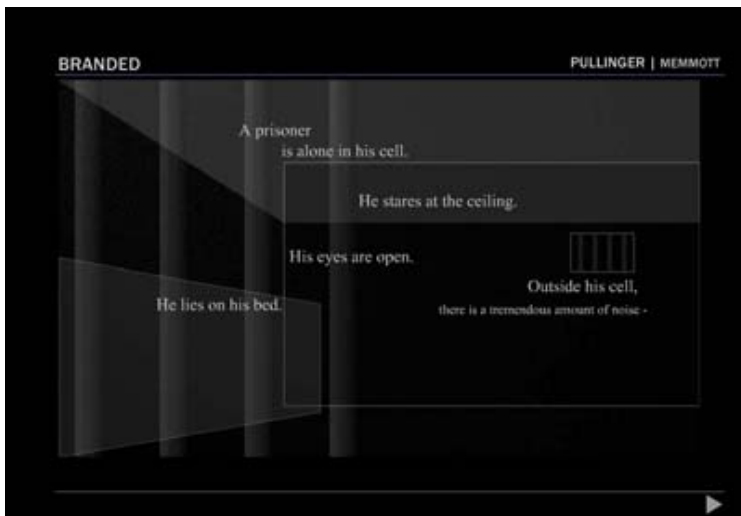 BRANDED
PULLINGER | MEMMOTT
A prisoner
is alone in his cell.
He stares at the ceiling.
His eyes are open.
He lies on his bed.
Outside his cell,
there is a tremendous amount of noise -